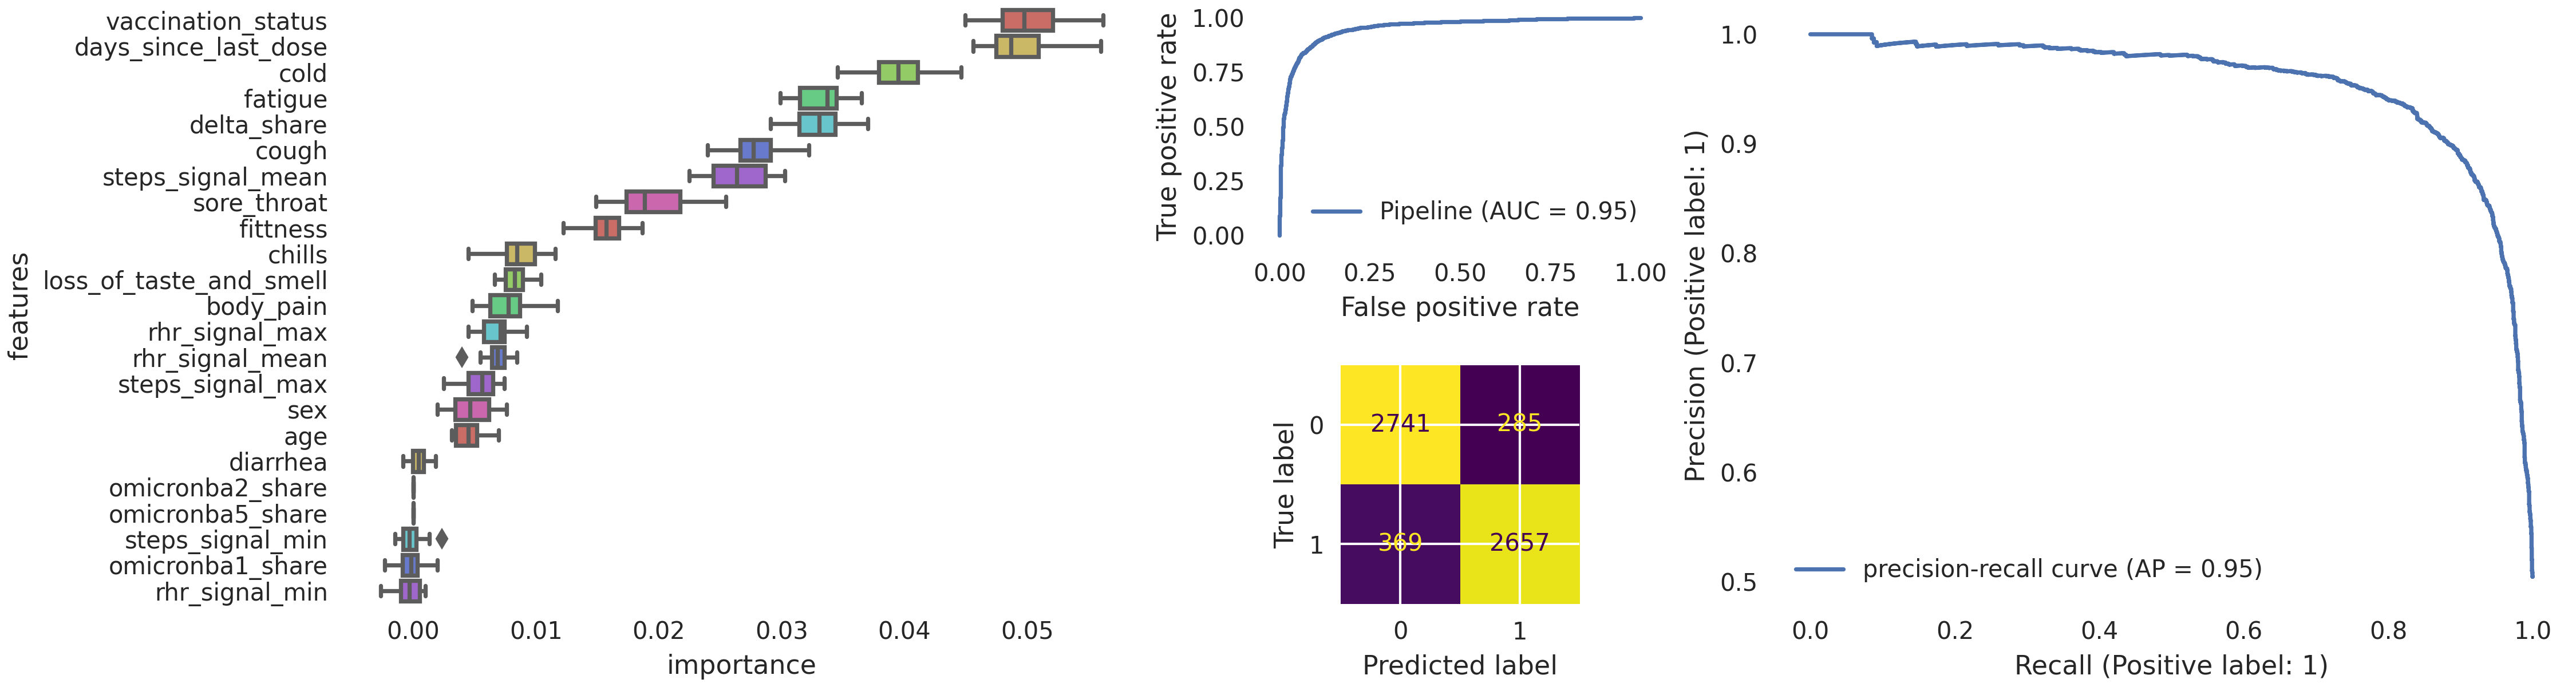 features
vaccination_status
days_since_last_dose
cold
fatigue
delta_share
cough
steps_signal_mean
sore_throat
fittness
chills
loss_of_taste_and_smell
body_pain
rhr_signal_max
rhr_signal_mean
steps_signal_max
sex
age
diarrhea
omicronba2_share
omicronba5_share
steps_signal_min
omicronba1_share
rhr_signal_min
0.00 0.01 0.02 0.03 0.04 0.05
importance
True positive rate
1.00
0.75
0.50
0.25
0.00
Pipeline (AUC = 0.95)
0.00 0.25 0.50 0.75 1.00
False positive rate
True label
0 2741 285
1 369 2657
0 1
Predicted label
Precision (Positive label: 1)
1.0
0.9
0.8
0.7
0.6
0.5
precision-recall curve (AP = 0.95)
0.0 0.2 0.4 0.6 0.8 1.0
Recall (Positive label: 1)